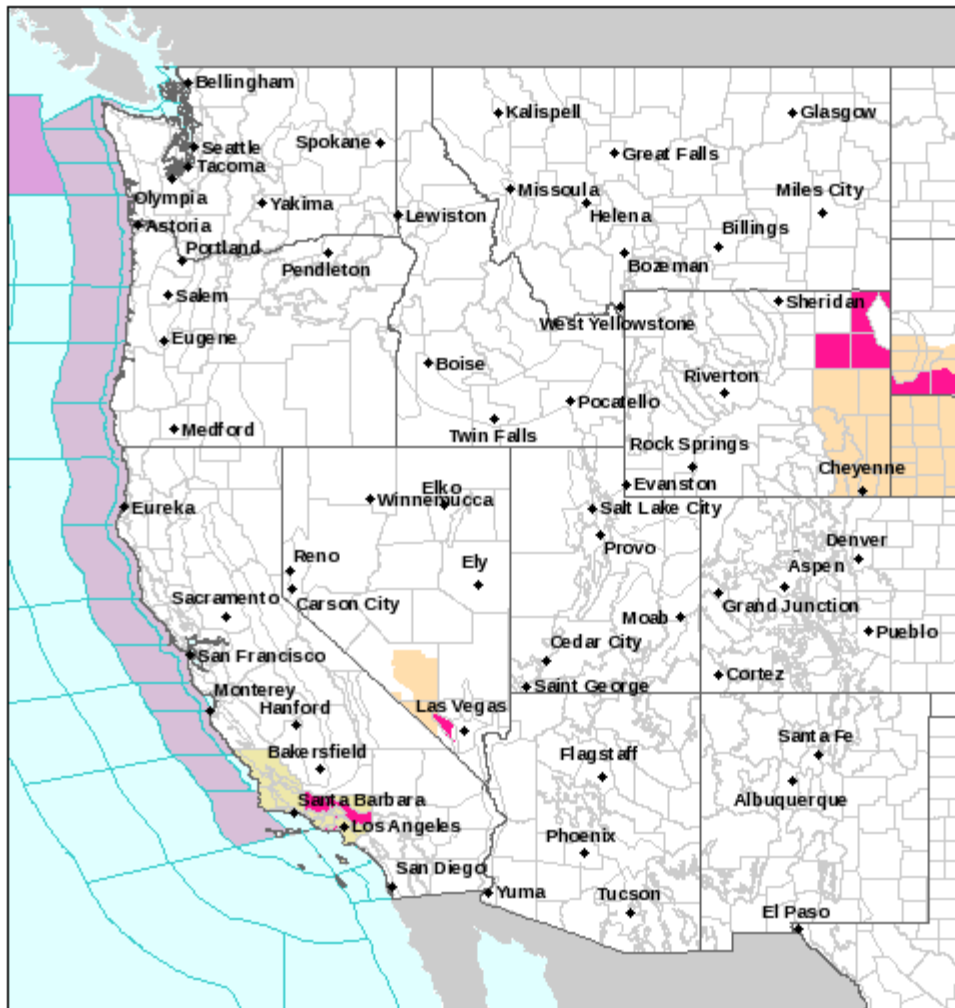 Bellingham
Kalispell
Glasgow
Seattle
Spokane
Great Falls
Tacoma
Missoula
Miles City
Olympia
Yakima
Lewiston
Helena
Astoria
Billings
Portland
Pendleton
Bozeman
Salem
Sheridan
West Yellowstone
Eugene
Boise
Riverton
Pocatello
Medford
Twin Falls
Rock Springs
Cheyenne
Elko
Winnemucca
Evanston
Eureka
Salt Lake City
Provo
Denver
Reno
Ely
Aspen
Sacramento
Carson City
Grand Junction
Moab
Pueblo
San Francisco
Cedar City
Cortez
Saint George
Monterey
Hanford
Las Vegas
Bakersfield
Flagstaff
Santa Fe
Santa Barbara
Albuquerque
Los Angeles
Phoenix
San Diego
Yuma
Tucson
El Paso